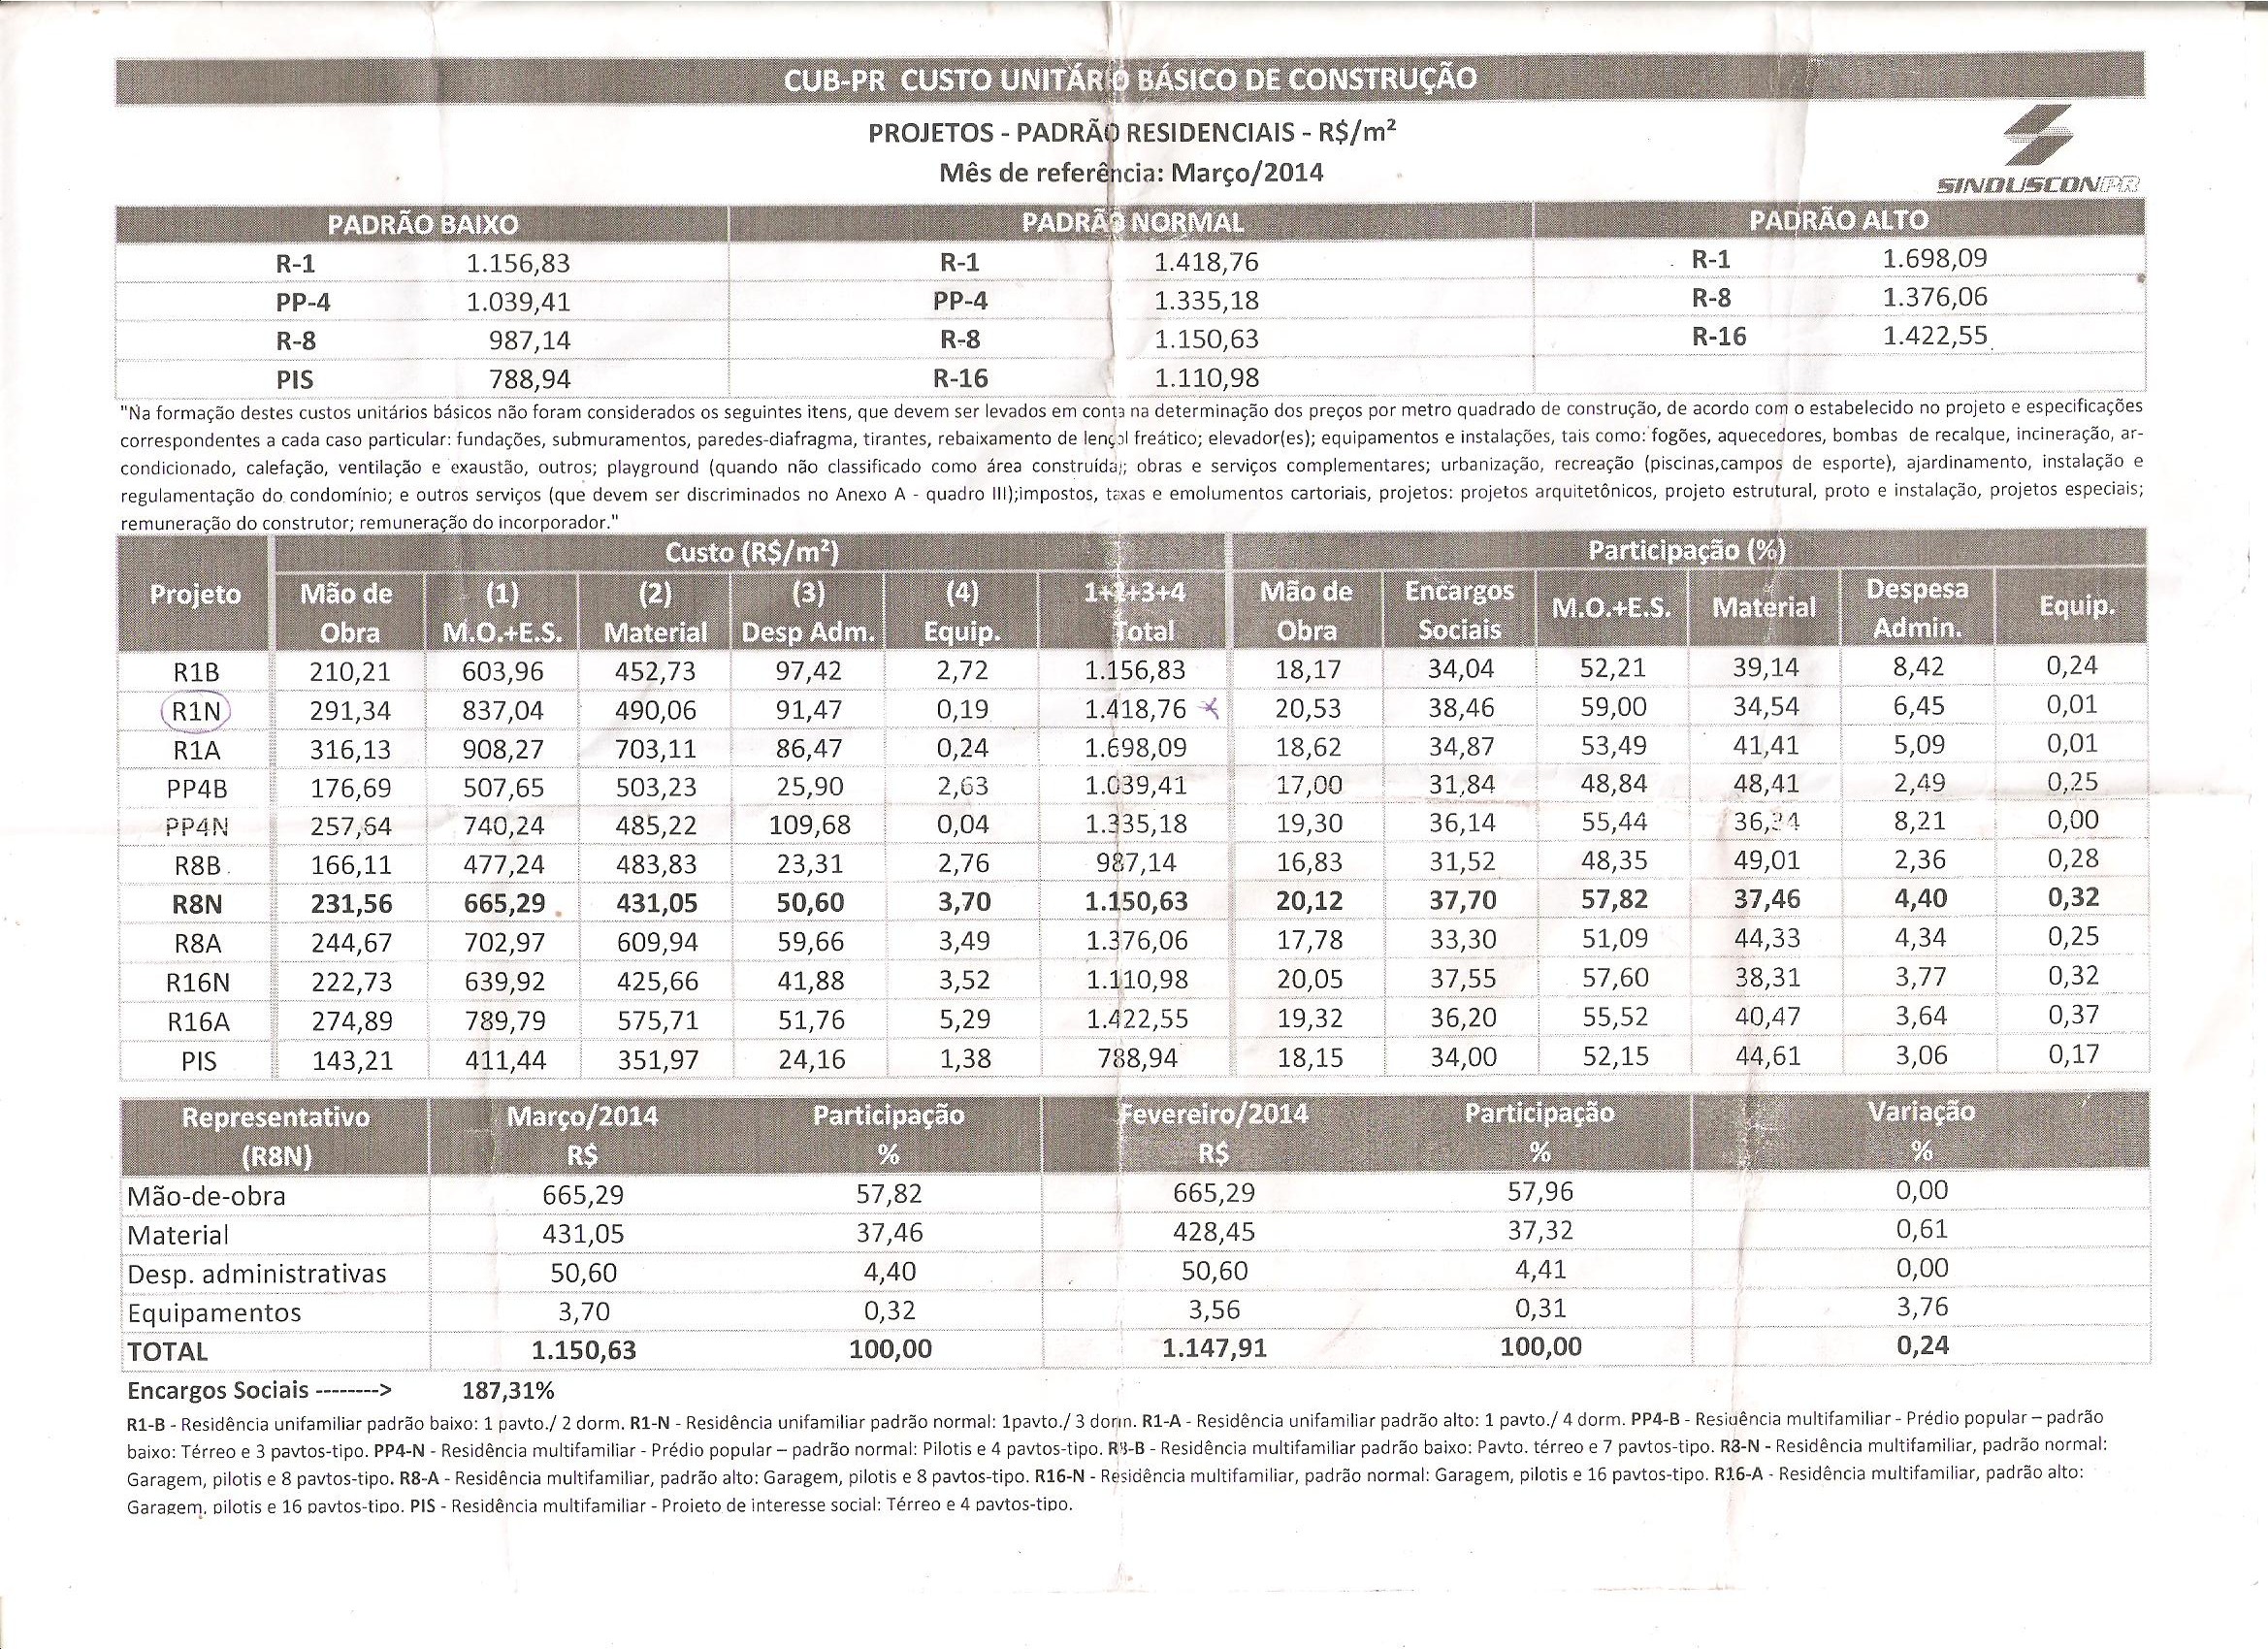 CUB-PR CUSTO UNITÁRIO BÁSICO DE CONSTRUÇÃO
PROJETOS - PADRÃO RESIDENCIAIS - R$/m²
Mês de referência: Março/2014
SINDUSCONPR
PADRÃO BAIXO PADRÃO NORMAL PADRÃO ALTO
R-1 1.156,83 R-1 1.418,76 R-1 1.698,09
PP-4 1.039,41 PP-4 1.335,18 R-8 1.376,06
R-8 987,14 R-8 1.150,63 R-16 1.422,55
PIS 788,94 R-16 1.110,98
"Na formação destes custos unitários básicos não foram considerados os seguintes itens, que devem ser levados em conta na determinação dos preços por metro quadrado de construção, de acordo com o estabelecido no projeto e especificações
correspondentes a cada caso particular: fundações, submuramentos, paredes-diafragma, tirantes, rebaixamento de lençol freático; elevador(es); equipamentos e instalações, tais como: fogões, aquecedores, bombas de recalque, incineração, ar-
condicionado, calefação, ventilação e exaustão, outros; playground (quando não classificado como área construída); obras e serviços complementares; urbanização, recreação (piscinas,campos de esporte), ajardinamento, instalação e
regulamentação do condomínio; e outros serviços (que devem ser discriminados no Anexo A - quadro III);impostos, taxas e emolumentos cartoriais, projetos: projetos arquitetônicos, projeto estrutural, proto e instalação, projetos especiais;
remuneração do construtor; remuneração do incorporador."
Projeto Custo (R$/m²) Participação (%)
Mão de Obra (1) M.O.+E.S. (2) Material (3) Desp Adm. (4) Equip. 1+2+3+4 Total Mão de Obra Encargos Sociais M.O.+E.S. Material Despesa Admin. Equip.
R1B 210,21 603,96 452,73 97,42 2,72 1.156,83 18,17 34,04 52,21 39,14 8,42 0,24
R1N 291,34 837,04 490,06 91,47 0,19 1.418,76 20,53 38,46 59,00 34,54 6,45 0,01
R1A 316,13 908,27 703,11 86,47 0,24 1.698,09 18,62 34,87 53,49 41,41 5,09 0,01
PP4B 176,69 507,65 503,23 25,90 2,63 1.039,41 17,00 31,84 48,84 48,41 2,49 0,25
PP4N 257,64 740,24 485,22 109,68 0,04 1.335,18 19,30 36,14 55,44 36,34 8,21 0,00
R8B 166,11 477,24 483,83 23,31 2,76 987,14 16,83 31,52 48,35 49,01 2,36 0,28
R8N 231,56 665,29 431,05 50,60 3,70 1.150,63 20,12 37,70 57,82 37,46 4,40 0,32
R8A 244,67 702,97 609,94 59,66 3,49 1.376,06 17,78 33,30 51,09 44,33 4,34 0,25
R16N 222,73 639,92 425,66 41,88 3,52 1.110,98 20,05 37,55 57,60 38,31 3,77 0,32
R16A 274,89 789,79 575,71 51,76 5,29 1.422,55 19,32 36,20 55,52 40,47 3,64 0,37
PIS 143,21 411,44 351,97 24,16 1,38 788,94 18,15 34,00 52,15 44,61 3,06 0,17
Representativo Março/2014 Participação Fevereiro/2014 Participação Variação
(R8N) R$ % R$ % %
Mão-de-obra 665,29 57,82 665,29 57,96 0,00
Material 431,05 37,46 428,45 37,32 0,61
Desp. administrativas 50,60 4,40 50,60 4,41 0,00
Equipamentos 3,70 0,32 3,56 0,31 3,76
TOTAL 1.150,63 100,00 1.147,91 100,00 0,24
Encargos Sociais --------> 187,31%
R1-B - Residência unifamiliar padrão baixo: 1 pavto./ 2 dorm. R1-N - Residência unifamiliar padrão normal: 1pavto./ 3 dorm. R1-A - Residência unifamiliar padrão alto: 1 pavto./ 4 dorm. PP4-B - Residência multifamiliar - Prédio popular – padrão
baixo: Térreo e 3 pavtos-tipo. PP4-N - Residência multifamiliar - Prédio popular – padrão normal: Pilotis e 4 pavtos-tipo. R8-B - Residência multifamiliar padrão baixo: Pavto. térreo e 7 pavtos-tipo. R8-N - Residência multifamiliar, padrão normal:
Garagem, pilotis e 8 pavtos-tipo. R8-A - Residência multifamiliar, padrão alto: Garagem, pilotis e 8 pavtos-tipo. R16-N - Residência multifamiliar, padrão normal: Garagem, pilotis e 16 pavtos-tipo. R16-A - Residência multifamiliar, padrão alto:
Garagem, pilotis e 16 pavtos-tipo. PIS - Residência multifamiliar - Projeto de interesse social: Térreo e 4 pavtos-tipo.